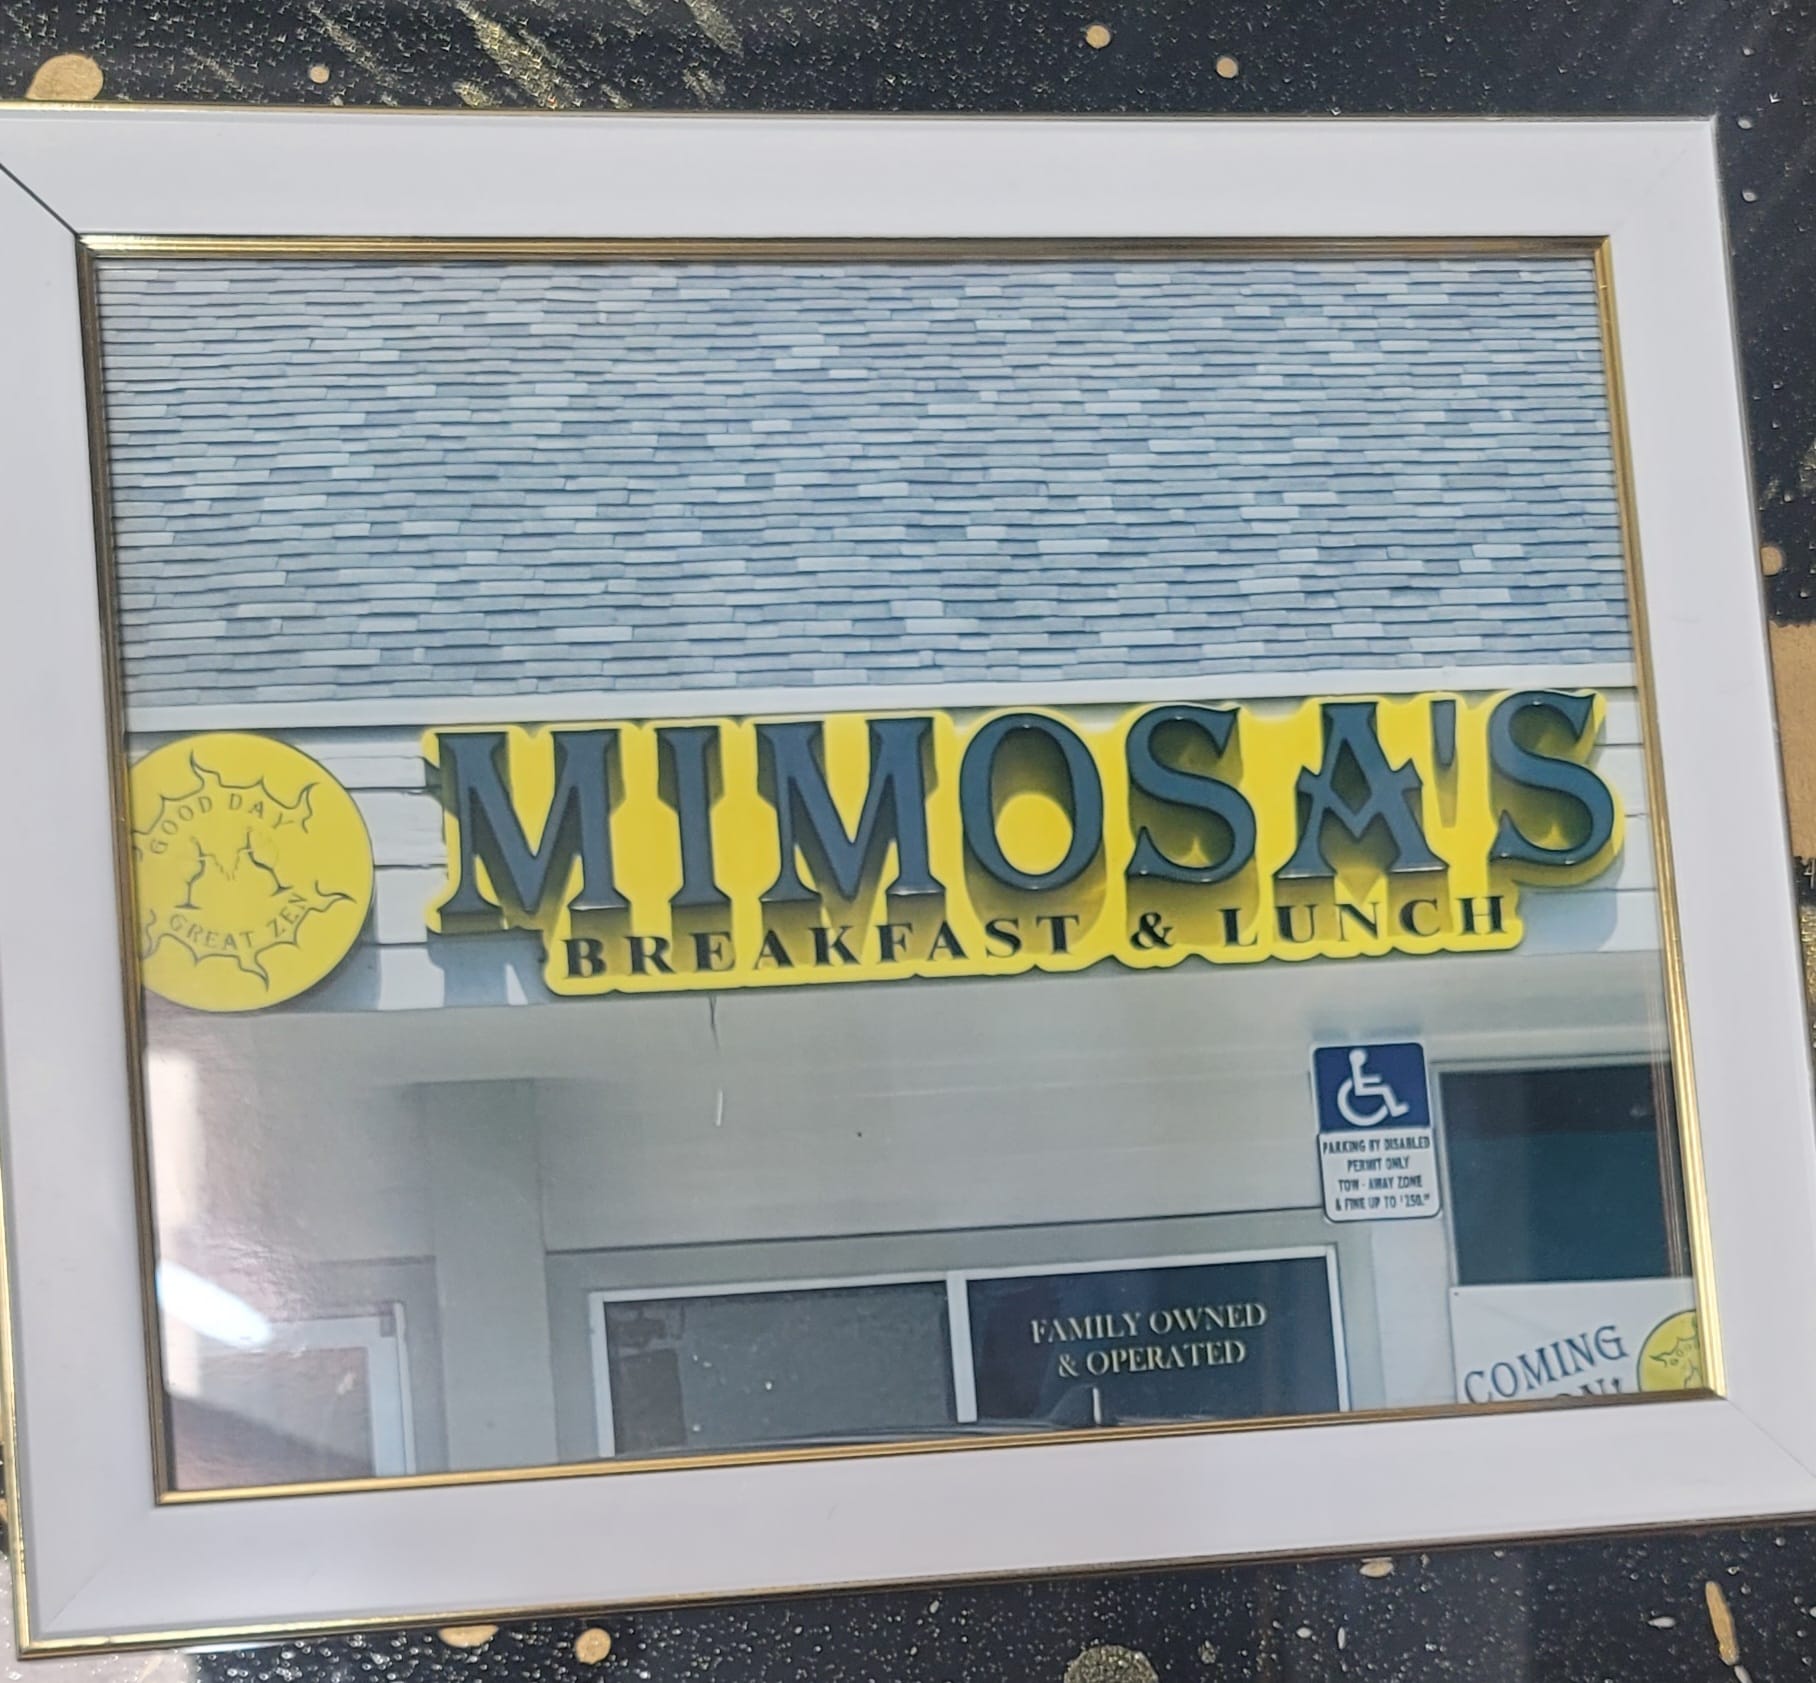 GOOD DAY
GREAT ZEN
MIMOSA'S
BREAKFAST & LUNCH
PARKING BY DISABLED
PERMIT ONLY
TOW-AWAY ZONE
& FINE UP TO $250.00
FAMILY OWNED
& OPERATED
COMING